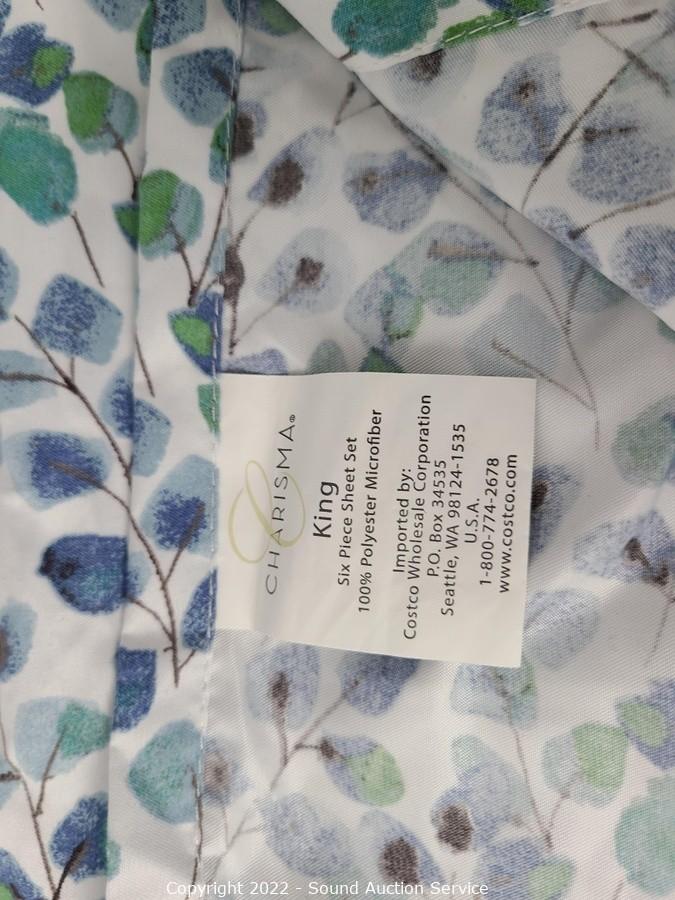 CHARISMA®
King
Six Piece Sheet Set
100% Polyester Microfiber
Imported by:
Costco Wholesale Corporation
P.O. Box 34535
Seattle, WA 98124-1535
U.S.A.
1-800-774-2678
www.costco.com
Copyright 2022 - Sound Auction Service